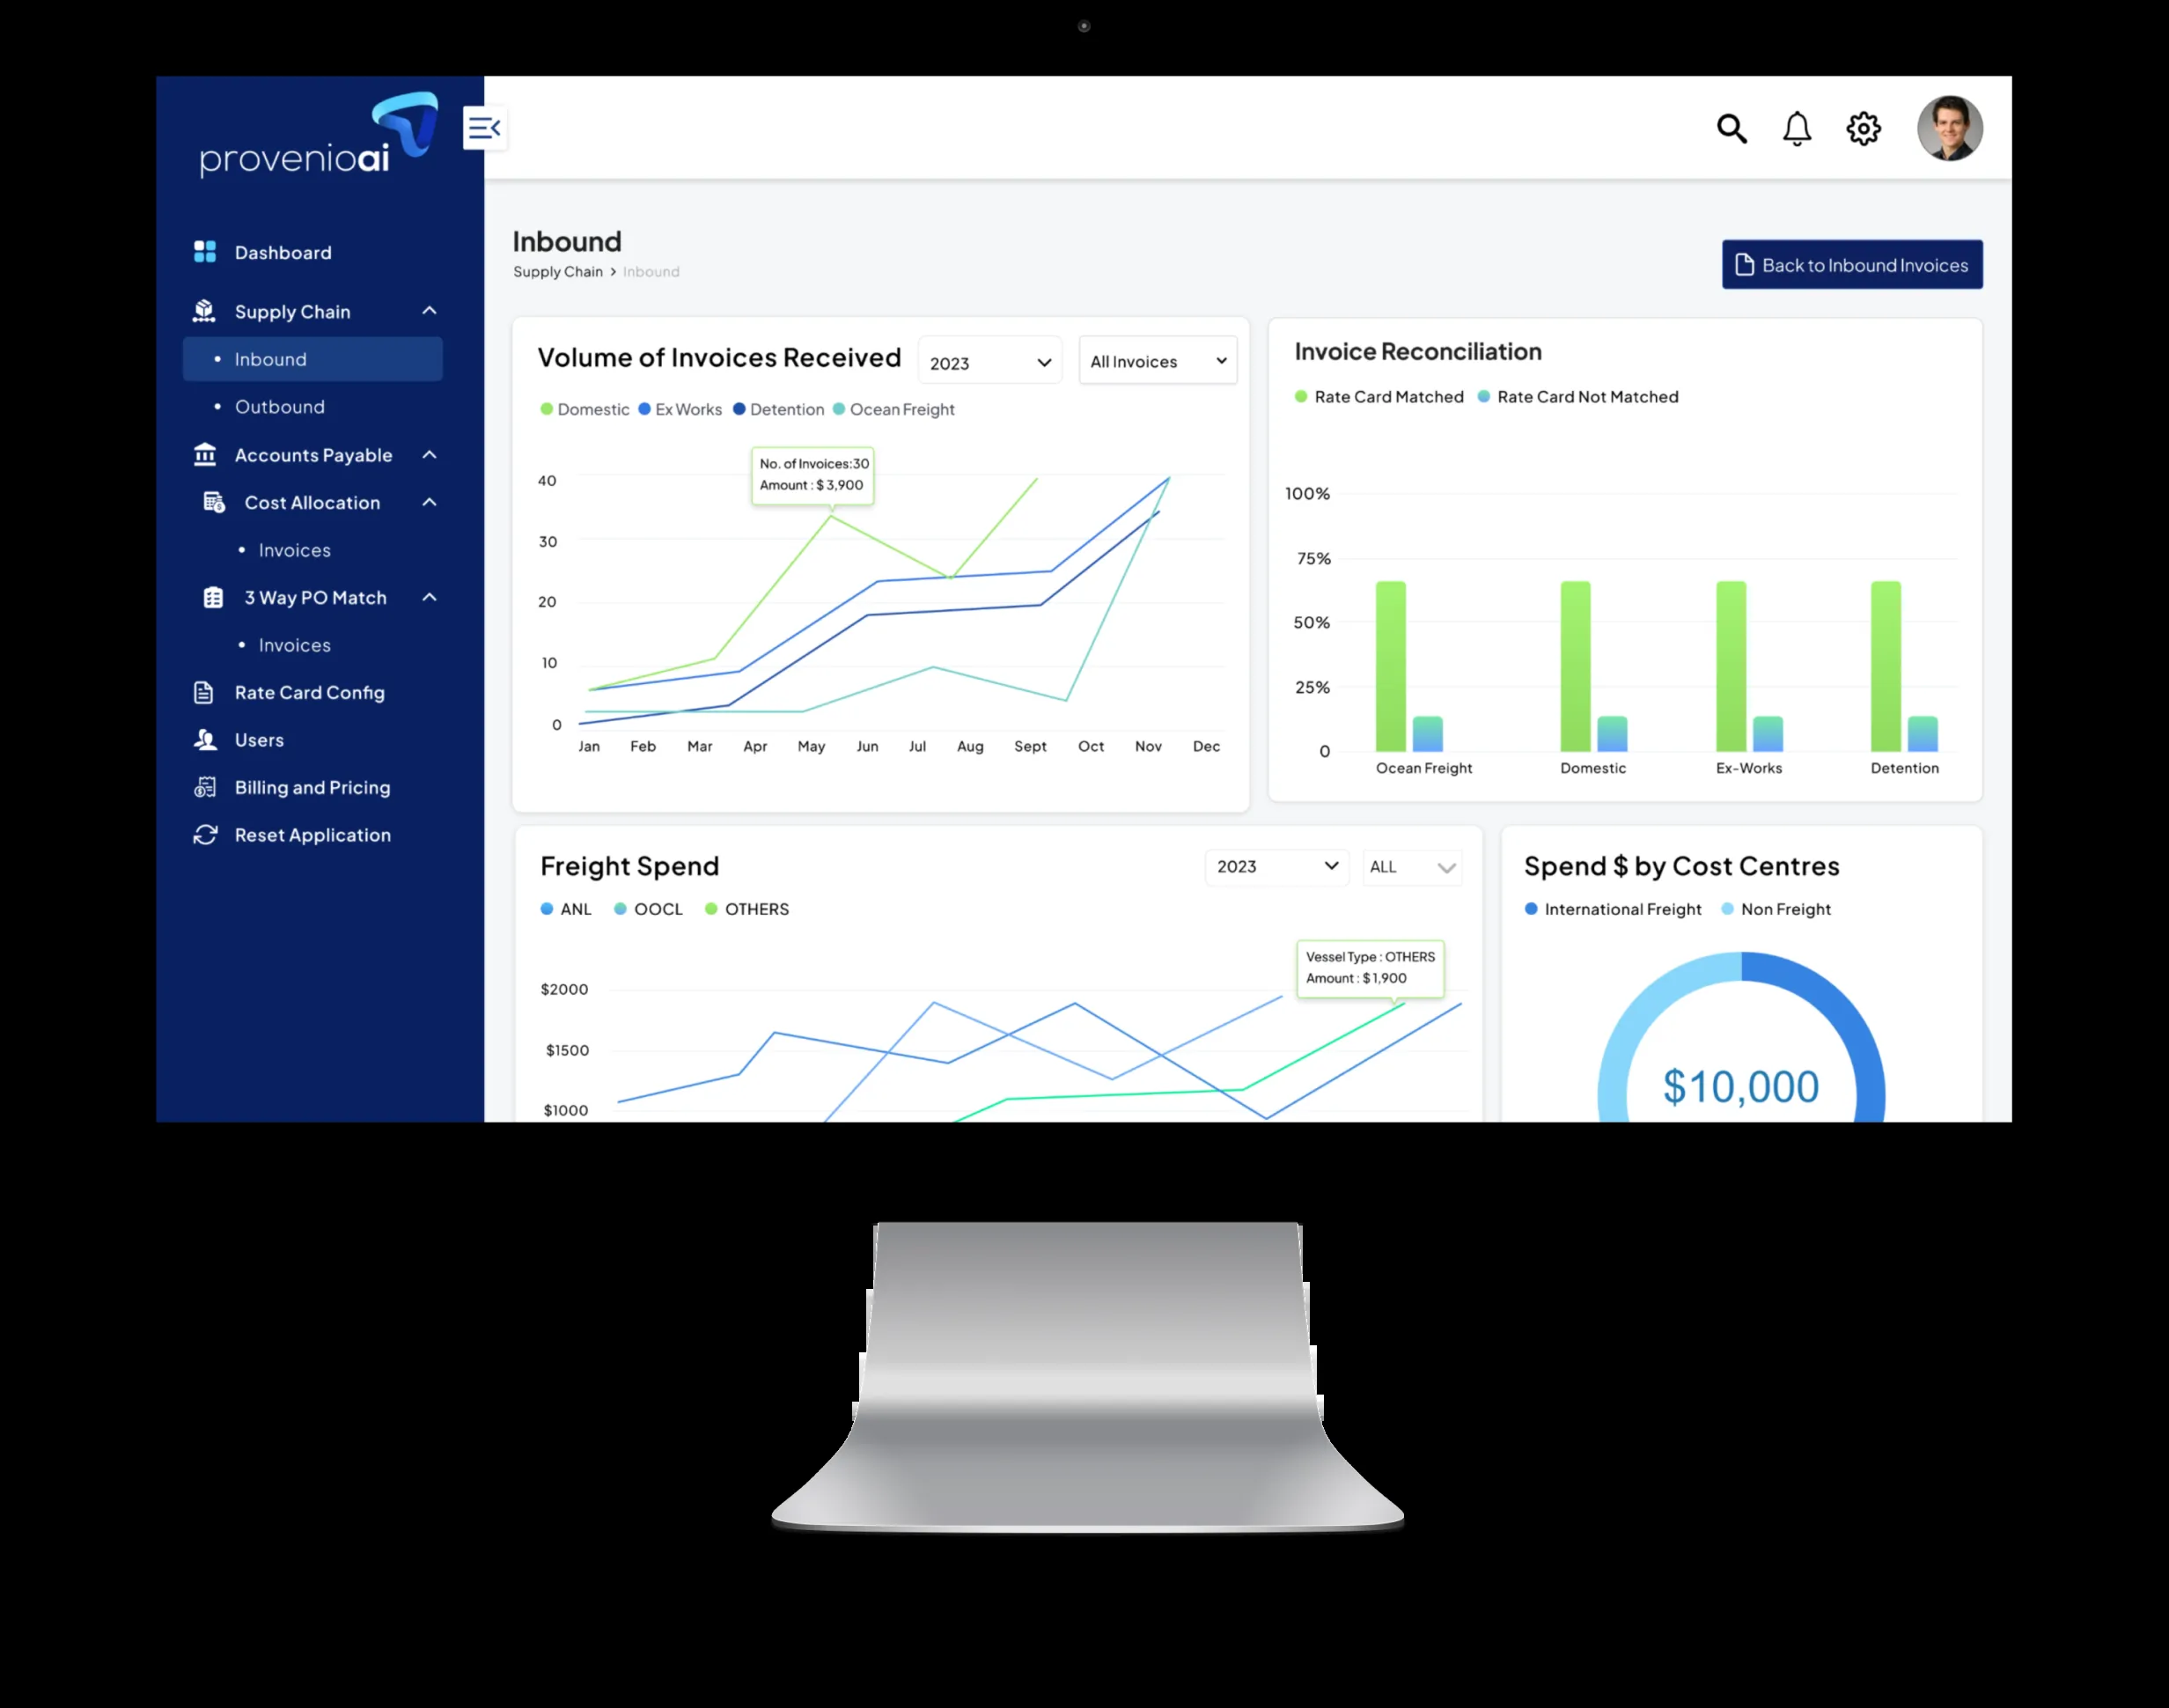 provenioai
Dashboard
Supply Chain
• Inbound
• Outbound
Accounts Payable
Cost Allocation
• Invoices
3 Way PO Match
• Invoices
Rate Card Config
Users
Billing and Pricing
Reset Application
Inbound
Supply Chain > Inbound
Back to Inbound Invoices
Volume of Invoices Received
2023
All Invoices
Domestic Ex Works Detention Ocean Freight
No. of Invoices:30
Amount : $ 3,900
40
30
20
10
0
Jan Feb Mar Apr May Jun Jul Aug Sept Oct Nov Dec
Invoice Reconciliation
Rate Card Matched Rate Card Not Matched
100%
75%
50%
25%
0
Ocean Freight Domestic Ex-Works Detention
Freight Spend
2023
ALL
ANL OOCL OTHERS
Vessel Type : OTHERS
Amount : $ 1,900
$2000
$1500
$1000
Spend $ by Cost Centres
International Freight Non Freight
$10,000